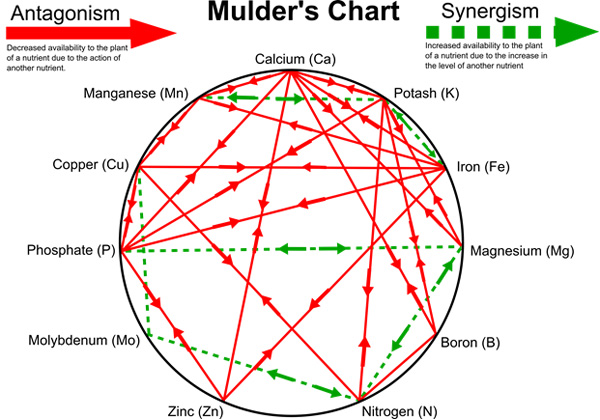 Antagonism
Mulder's Chart
Synergism
Decreased availability to the plant
of a nutrient due to the action of
another nutrient.
Increased availability to the plant
of a nutrient due to the increase in
the level of another nutrient
Calcium (Ca)
Manganese (Mn)
Potash (K)
Copper (Cu)
Iron (Fe)
Phosphate (P)
Magnesium (Mg)
Molybdenum (Mo)
Boron (B)
Zinc (Zn)
Nitrogen (N)